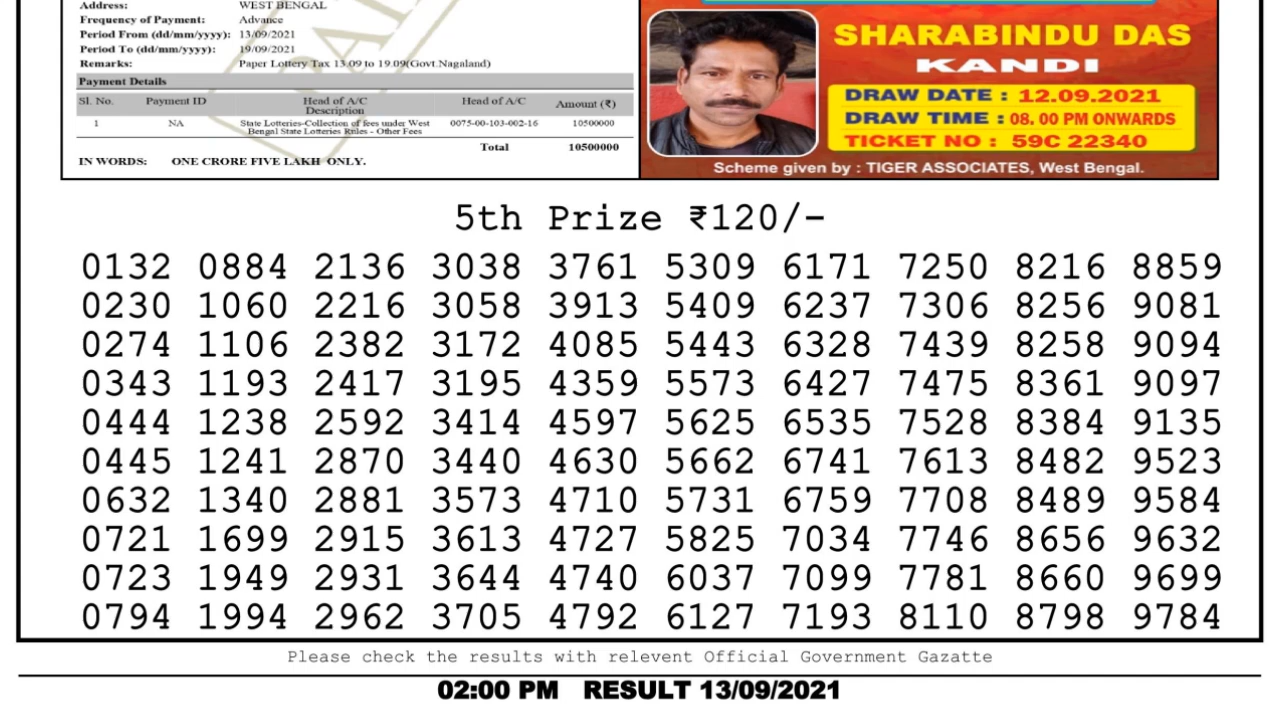 Address: WEST BENGAL
Frequency of Payment: Advance
Period From (dd/mm/yyyy): 13/09/2021
Period To (dd/mm/yyyy): 19/09/2021
Remarks: Paper Lottery Tax 13.09 to 19.09(Govt.Nagaland)
Payment Details
Sl. No. Payment ID Head of A/C Description Head of A/C Amount (₹)
1 NA State Lotteries-Collection of fees under West Bengal State Lotteries Rules - Other Fees 0075-00-103-002-16 10500000
Total 10500000
IN WORDS: ONE CRORE FIVE LAKH ONLY.
SHARABINDU DAS
KANDI
DRAW DATE : 12.09.2021
DRAW TIME : 08. 00 PM ONWARDS
TICKET NO : 59C 22340
Scheme given by : TIGER ASSOCIATES, West Bengal.
5th Prize ₹120/-
0132 0884 2136 3038 3761 5309 6171 7250 8216 8859
0230 1060 2216 3058 3913 5409 6237 7306 8256 9081
0274 1106 2382 3172 4085 5443 6328 7439 8258 9094
0343 1193 2417 3195 4359 5573 6427 7475 8361 9097
0444 1238 2592 3414 4597 5625 6535 7528 8384 9135
0445 1241 2870 3440 4630 5662 6741 7613 8482 9523
0632 1340 2881 3573 4710 5731 6759 7708 8489 9584
0721 1699 2915 3613 4727 5825 7034 7746 8656 9632
0723 1949 2931 3644 4740 6037 7099 7781 8660 9699
0794 1994 2962 3705 4792 6127 7193 8110 8798 9784
Please check the results with relevent Official Government Gazatte
02:00 PM RESULT 13/09/2021